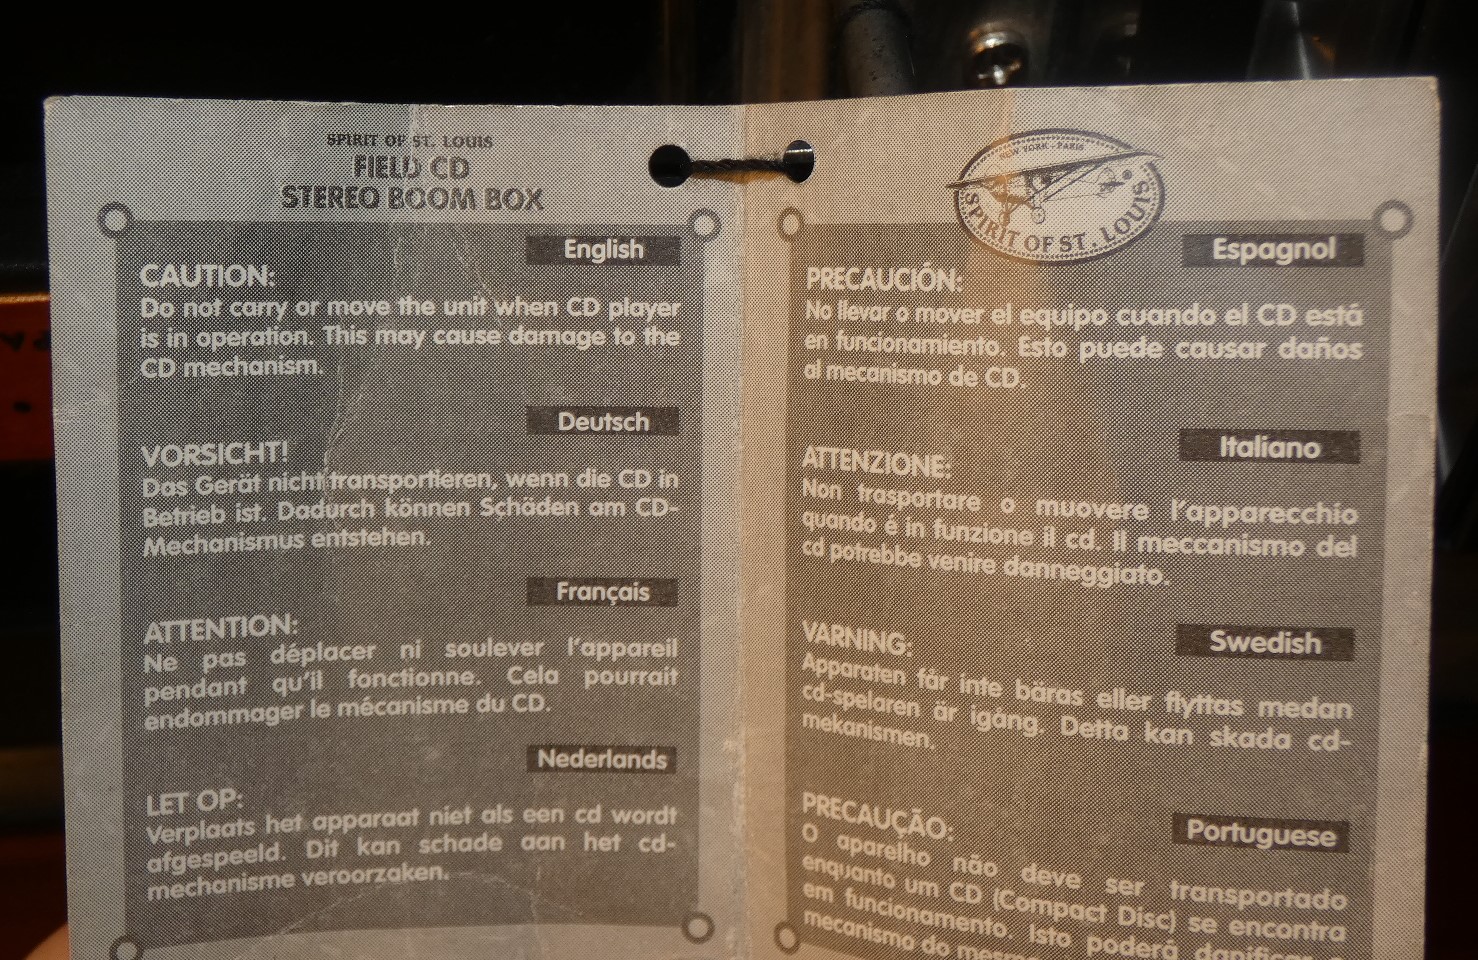 SPIRIT OF ST. LOUIS
FIELD CD
STEREO BOOM BOX
English
CAUTION:
Do not carry or move the unit when CD player
is in operation. This may cause damage to the
CD mechanism.
Deutsch
VORSICHT!
Das Gerät nicht transportieren, wenn die CD in
Betrieb ist. Dadurch können Schäden am CD-
Mechanismus entstehen.
Français
ATTENTION:
Ne pas déplacer ni soulever l'appareil
pendant qu'il fonctionne. Cela pourrait
endommager le mécanisme du CD.
Nederlands
LET OP:
Verplaats het apparaat niet als een cd wordt
afgespeeld. Dit kan schade aan het cd-
mechanisme veroorzaken.
NEW YORK - PARIS
SPIRIT OF ST. LOUIS
Espagnol
PRECAUCIÓN:
No llevar o mover el equipo cuando el CD está
en funcionamiento. Esto puede causar daños
al mecanismo de CD.
Italiano
ATTENZIONE:
Non trasportare o muovere l'apparecchio
quando é in funzione il cd. Il meccanismo del
cd potrebbe venire danneggiato.
Swedish
VARNING:
Apparaten får inte bäras eller flyttas medan
cd-spelaren är igång. Detta kan skada cd-
mekanismen.
Portuguese
PRECAUÇÃO:
O aparelho não deve ser transportado
enquanto um CD (Compact Disc) se encontra
em funcionamento. Isto poderá danificar o
mecanismo do mesmo